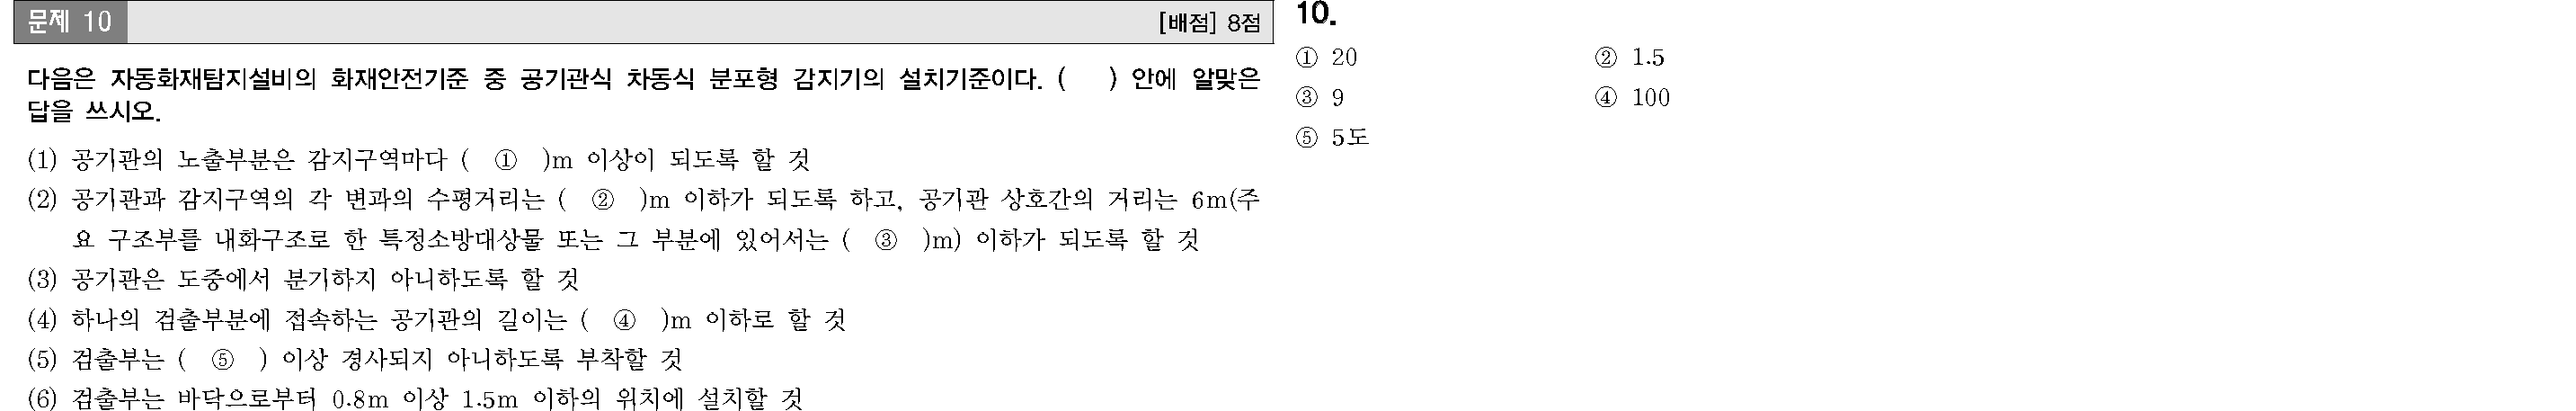 문제 10
[배점] 8점
다음은 자동화재탐지설비의 화재안전기준 중 공기관식 차동식 분포형 감지기의 설치기준이다. (    ) 안에 알맞은
답을 쓰시오.
(1) 공기관의 노출부분은 감지구역마다 ( ① )m 이상이 되도록 할 것
(2) 공기관과 감지구역의 각 변과의 수평거리는 ( ② )m 이하가 되도록 하고, 공기관 상호간의 거리는 6m(주
요 구조부를 내화구조로 한 특정소방대상물 또는 그 부분에 있어서는 ( ③ )m) 이하가 되도록 할 것
(3) 공기관은 도중에서 분기하지 아니하도록 할 것
(4) 하나의 검출부분에 접속하는 공기관의 길이는 ( ④ )m 이하로 할 것
(5) 검출부는 ( ⑤ ) 이상 경사되지 아니하도록 부착할 것
(6) 검출부는 바닥으로부터 0.8m 이상 1.5m 이하의 위치에 설치할 것
10.
① 20 ② 1.5
③ 9 ④ 100
⑤ 5도